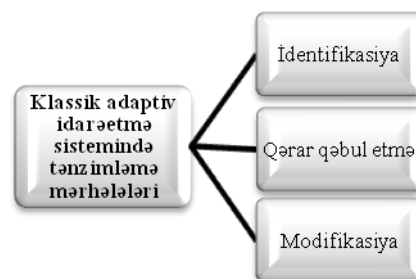 Klassik adaptiv
idarəetmə
sistemində
tənzimləmə
mərhələləri
İdentifikasiya
Qərar qəbul etmə
Modifikasiya